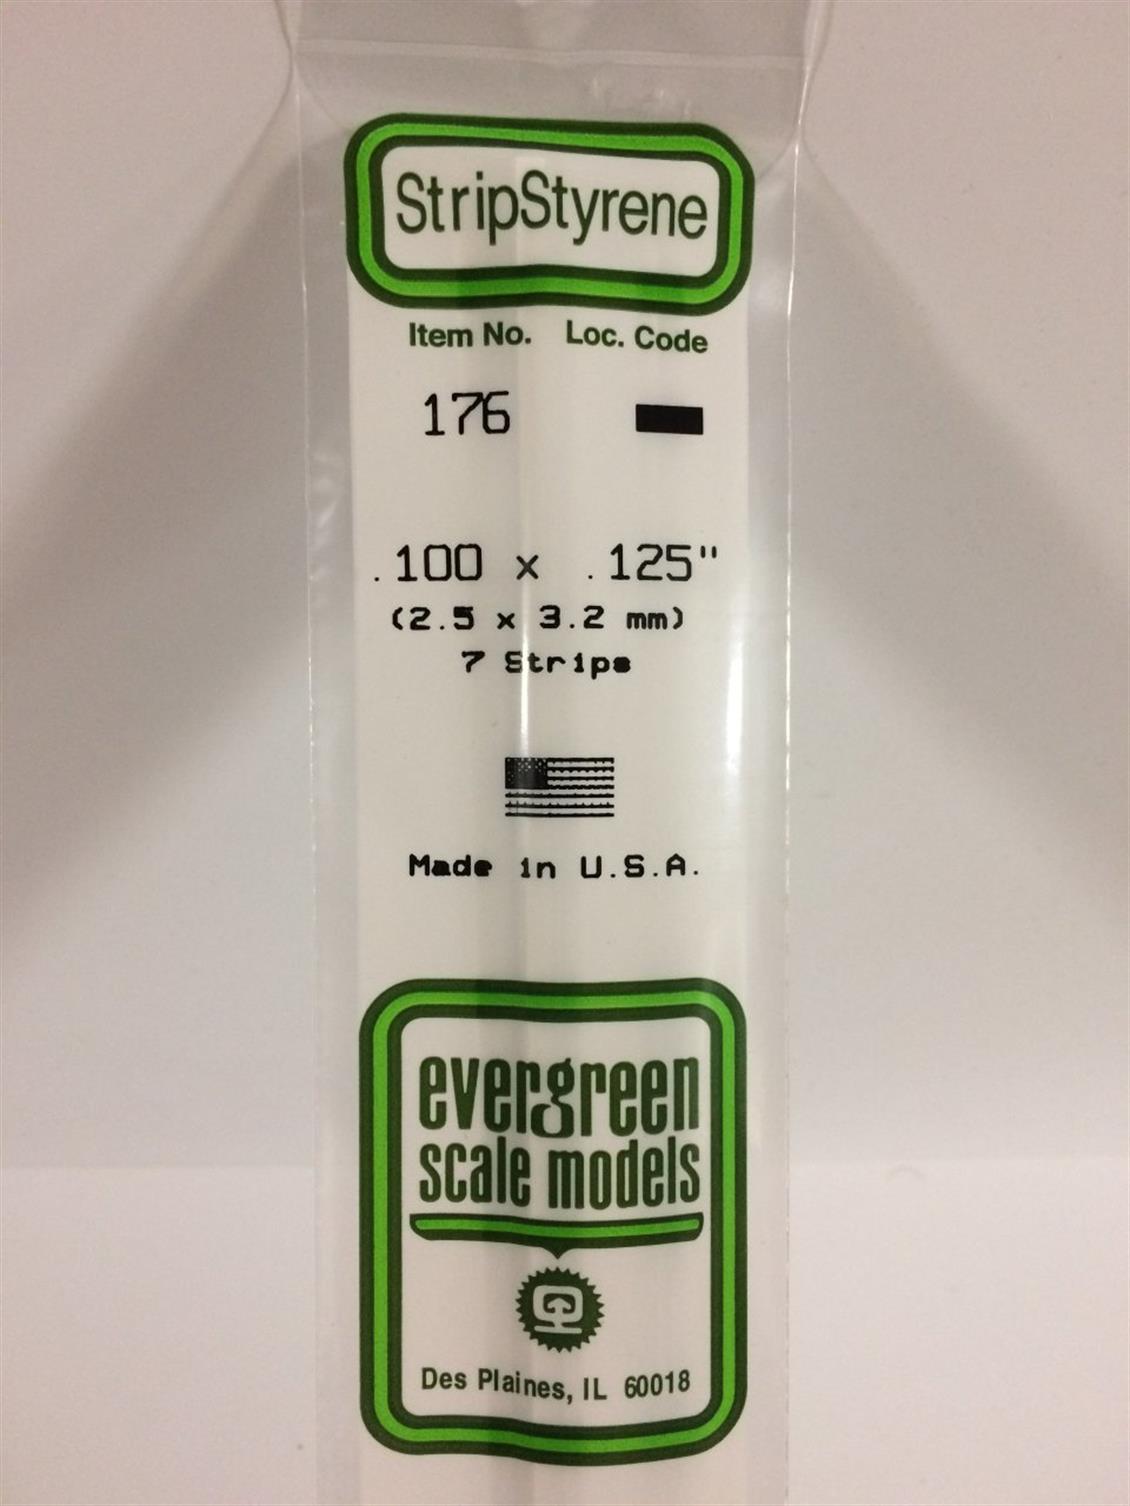 StripStyrene
Item No. Loc. Code
176
.100 x .125"
(2.5 x 3.2 mm)
7 Strips
Made in U.S.A.
evergreen
scale models
Des Plaines, IL 60018